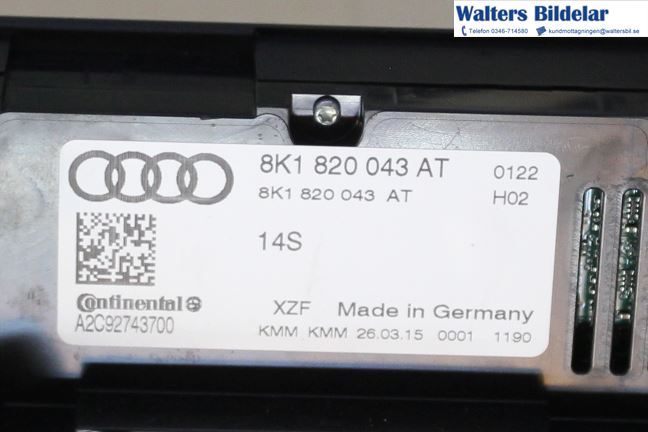 Walters Bildelar
Telefon 0346-714580 kundmottagningen@waltersbil.se
8K1 820 043 AT 0122
8K1 820 043 AT H02
14S
Continental
A2C92743700
XZF Made in Germany
KMM KMM 26.03.15 0001 1190